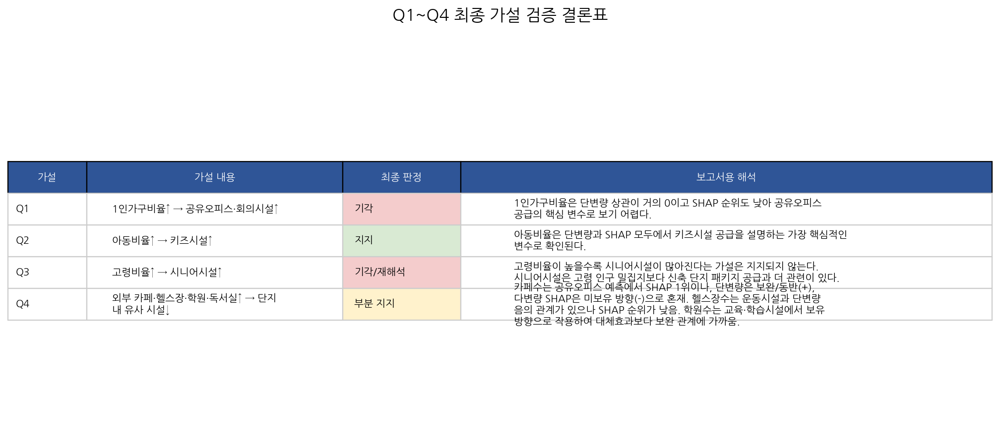 Q1~Q4 최종 가설 검증 결론표
가설 가설 내용 최종 판정 보고서용 해석
Q1 1인가구비율↑ → 공유오피스·회의시설↑ 기각
1인가구비율은 단변량 상관이 거의 0이고 SHAP 순위도 낮아 공유오피스
공급의 핵심 변수로 보기 어렵다.
Q2 아동비율↑ → 키즈시설↑ 지지
아동비율은 단변량과 SHAP 모두에서 키즈시설 공급을 설명하는 가장 핵심적인
변수로 확인된다.
Q3 고령비율↑ → 시니어시설↑ 기각/재해석
고령비율이 높을수록 시니어시설이 많아진다는 가설은 지지되지 않는다.
시니어시설은 고령 인구 밀집지보다 신축 단지 패키지 공급과 더 관련이 있다.
Q4
외부 카페·헬스장·학원·독서실↑ → 단지
내 유사 시설↓
부분 지지
카페수는 공유오피스 예측에서 SHAP 1위이나, 단변량은 보완/동반(+),
다변량 SHAP은 미보유 방향(-)으로 혼재. 헬스장수는 운동시설과 단변량
음의 관계가 있으나 SHAP 순위가 낮음. 학원수는 교육·학습시설에서 보유
방향으로 작용하여 대체효과보다 보완 관계에 가까움.